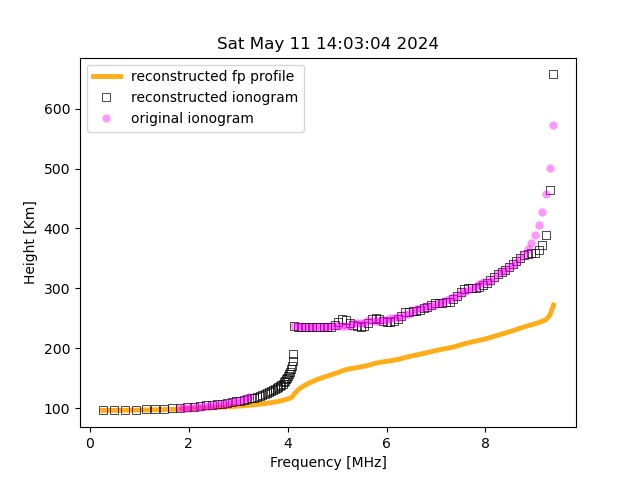 Sat May 11 14:03:04 2024
reconstructed fp profile
reconstructed ionogram
original ionogram
Height [Km]
600
500
400
300
200
100
0 2 4 6 8
Frequency [MHz]